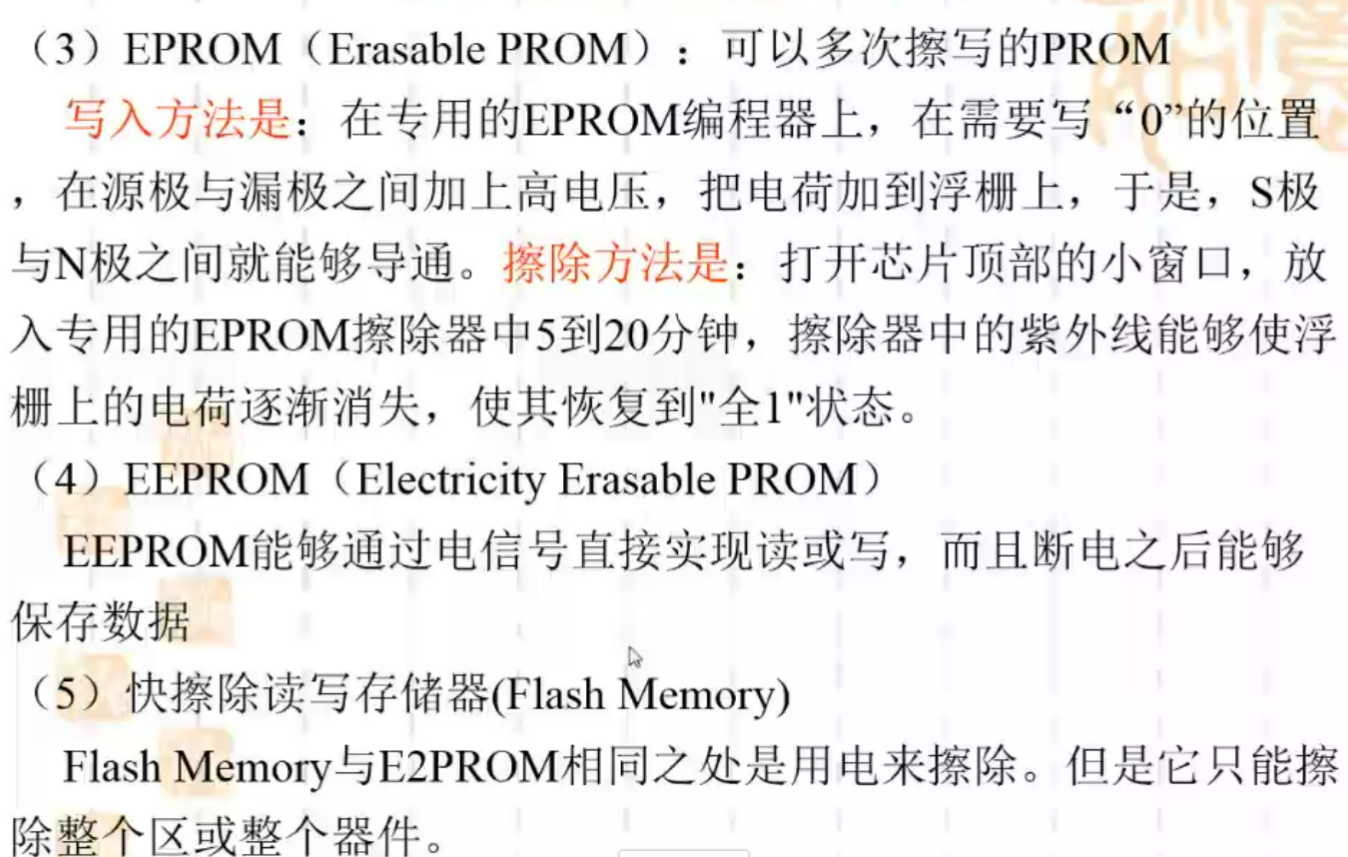 （3）EPROM（Erasable PROM）：可以多次擦写的PROM
写入方法是：在专用的EPROM编程器上，在需要写“0”的位置
，在源极与漏极之间加上高电压，把电荷加到浮栅上，于是，S极
与N极之间就能够导通。擦除方法是：打开芯片顶部的小窗口，放
入专用的EPROM擦除器中5到20分钟，擦除器中的紫外线能够使浮
栅上的电荷逐渐消失，使其恢复到"全1"状态。
（4）EEPROM（Electricity Erasable PROM）
EEPROM能够通过电信号直接实现读或写，而且断电之后能够
保存数据
（5）快擦除读写存储器(Flash Memory)
Flash Memory与E2PROM相同之处是用电来擦除。但是它只能擦
除整个区或整个器件。